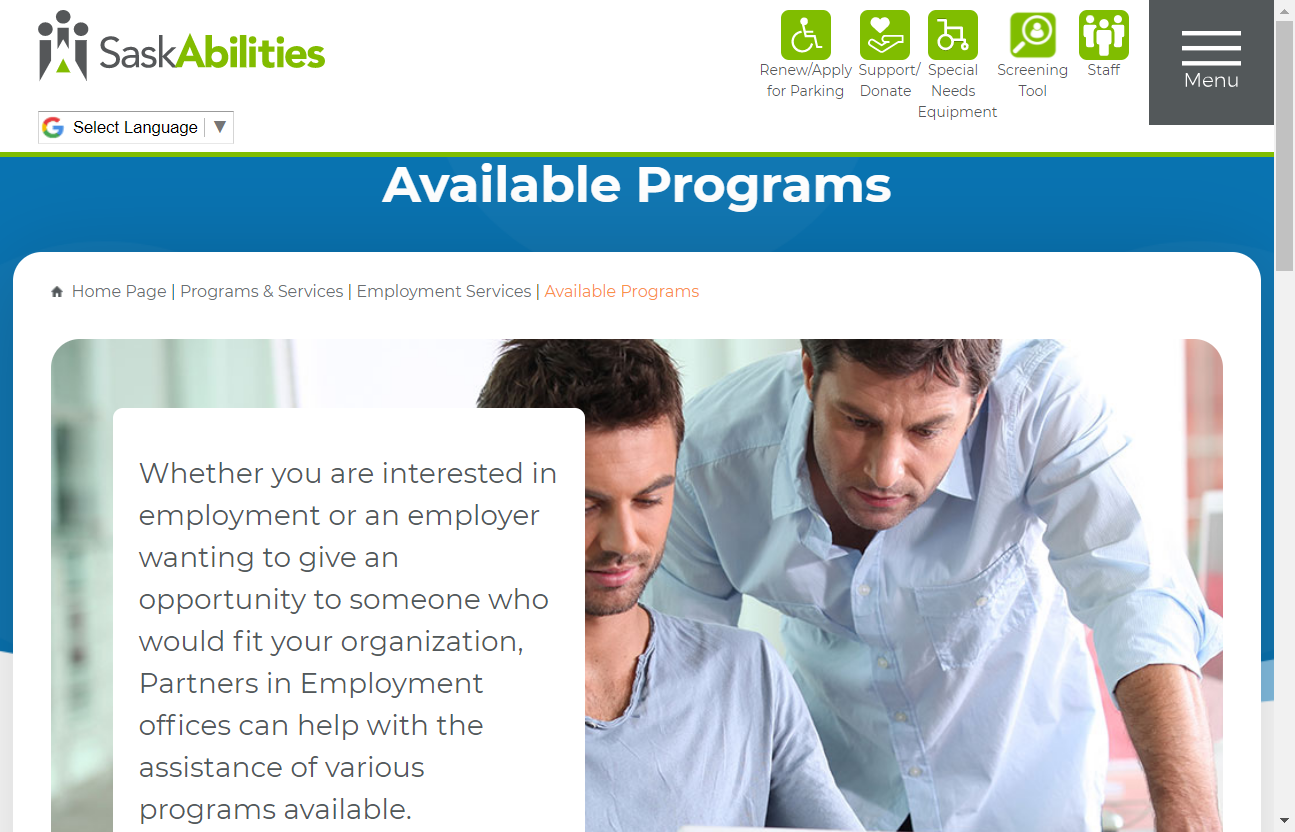 SaskAbilities
Renew/Apply for Parking
Support/ Donate
Special Needs Equipment
Screening Tool
Staff
Menu
Select Language ▼
Available Programs
Home Page | Programs & Services | Employment Services | Available Programs
Whether you are interested in
employment or an employer
wanting to give an
opportunity to someone who
would fit your organization,
Partners in Employment
offices can help with the
assistance of various
programs available.